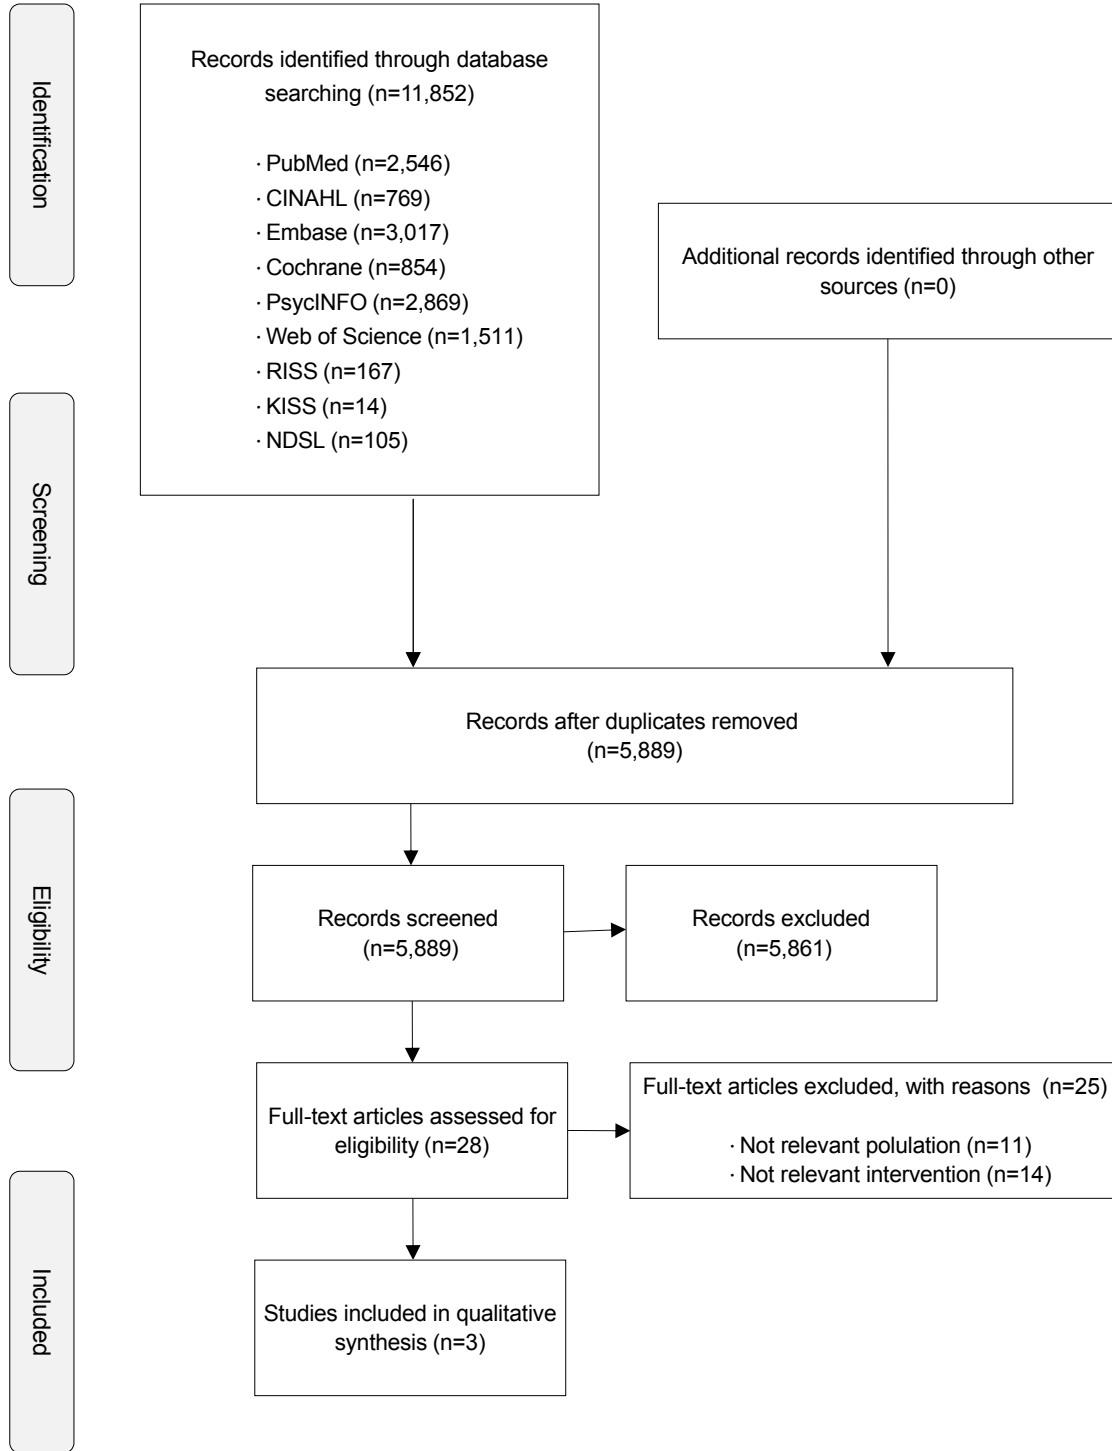 Identification
Records identified through database
searching (n=11,852)
· PubMed (n=2,546)
· CINAHL (n=769)
· Embase (n=3,017)
· Cochrane (n=854)
· PsycINFO (n=2,869)
· Web of Science (n=1,511)
· RISS (n=167)
· KISS (n=14)
· NDSL (n=105)
Additional records identified through other
sources (n=0)
Screening
Records after duplicates removed
(n=5,889)
Eligibility
Records screened
(n=5,889)
Records excluded
(n=5,861)
Full-text articles assessed for
eligibility (n=28)
Full-text articles excluded, with reasons (n=25)
· Not relevant polulation (n=11)
· Not relevant intervention (n=14)
Included
Studies included in qualitative
synthesis (n=3)